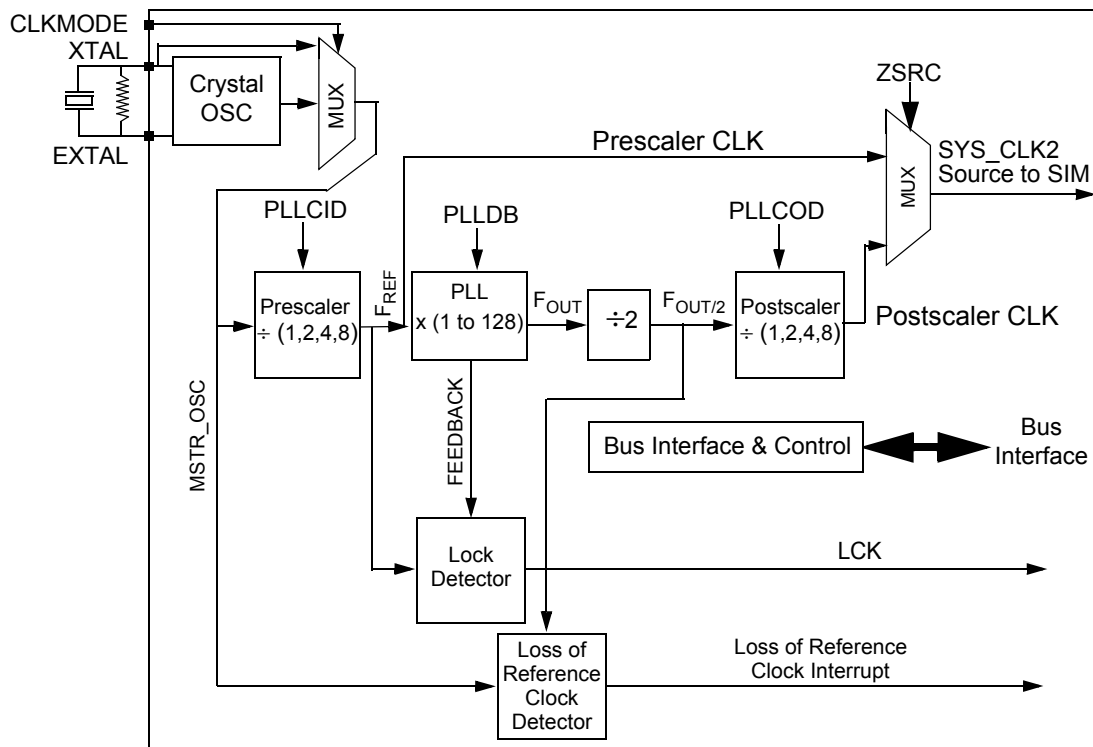 CLKMODE
XTAL
EXTAL
Crystal
OSC
MUX
ZSRC
Prescaler CLK
MUX
SYS_CLK2
Source to SIM
PLLCID
PLLDB
PLLCOD
Prescaler
÷ (1,2,4,8)
FREF
PLL
x (1 to 128)
FOUT
÷2
FOUT/2
Postscaler
÷ (1,2,4,8)
Postscaler CLK
MSTR_OSC
FEEDBACK
Bus Interface & Control
Bus
Interface
Lock
Detector
LCK
Loss of
Reference
Clock
Detector
Loss of Reference
Clock Interrupt